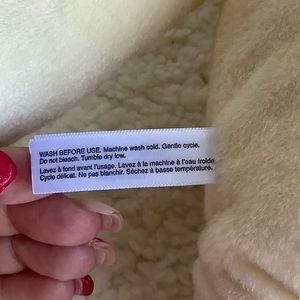 WASH BEFORE USE. Machine wash cold. Gentle cycle.
Do not bleach. Tumble dry low.
Lavez à fond avant l'usage. Lavez à la machine à l'eau froide.
Cycle délicat. Ne pas blanchir. Séchez à basse température.